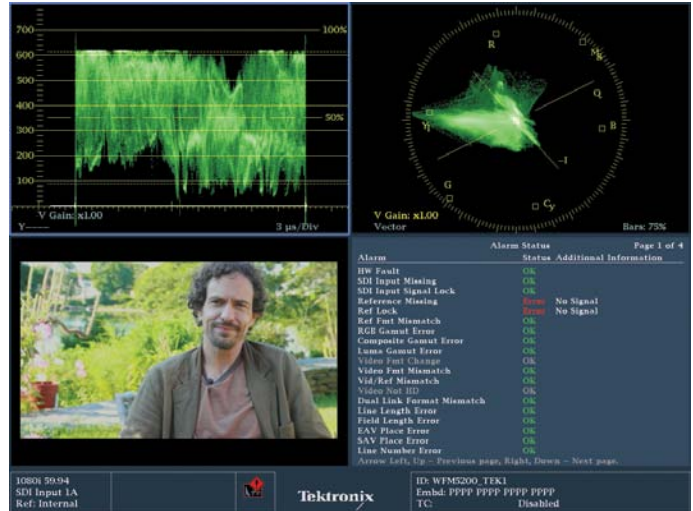 700
600
500
400
300
200
100
100%
50%
V Gain: x1.00
Y----
3 µs/Div
R
Q
B
Yl
-I
G
Cy
V Gain: x1.00
Vector
Bars: 75%
Alarm Status Page 1 of 4
Alarm Status Additional Information
HW Fault OK
SDI Input Missing OK
SDI Input Signal Lock OK
Reference Missing Error No Signal
Ref Lock Error No Signal
Ref Fmt Mismatch OK
RGB Gamut Error OK
Composite Gamut Error OK
Luma Gamut Error OK
Video Fmt Change OK
Video Fmt Mismatch OK
Vid/Ref Mismatch OK
Video Not HD OK
Dual Link Format Mismatch OK
Line Length Error OK
Field Length Error OK
EAV Place Error OK
SAV Place Error OK
Line Number Error OK
Arrow Left, Up - Previous page, Right, Down - Next page.
1080i 59.94
SDI Input 1A
Ref: Internal
Tektronix
ID: WFM5200_TEK1
Embd: PPPP PPPP PPPP PPPP
TC: Disabled